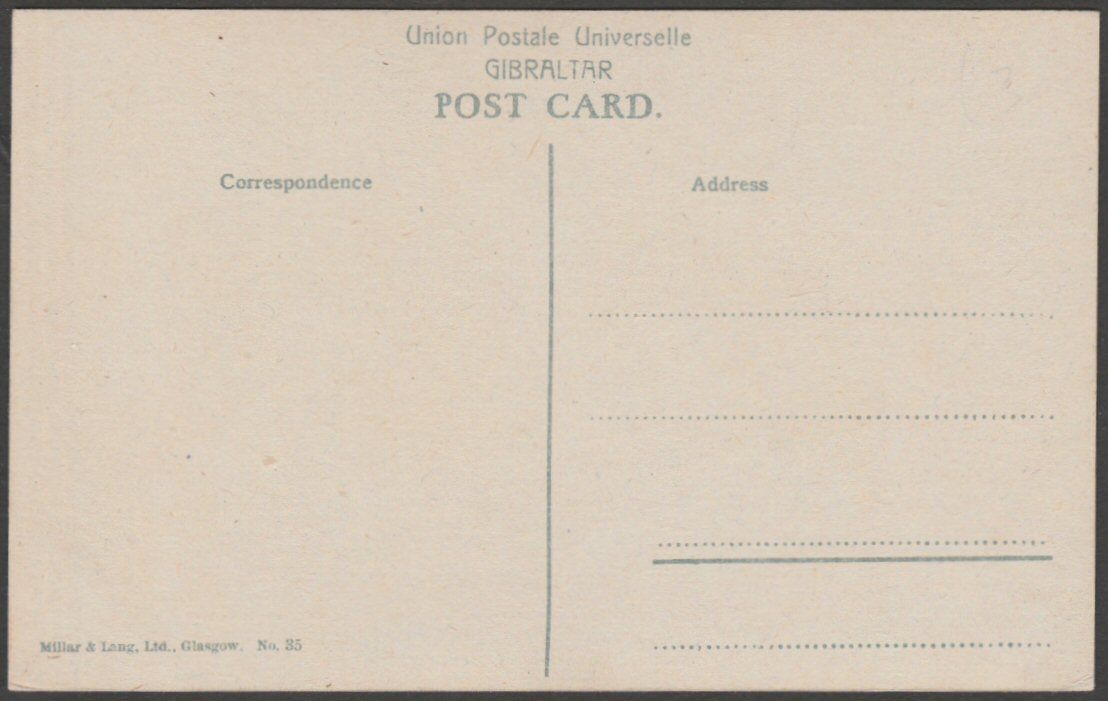 Union Postale Universelle
GIBRALTAR
POST CARD.
Correspondence
Address
Millar & Lang, Ltd., Glasgow. No. 35